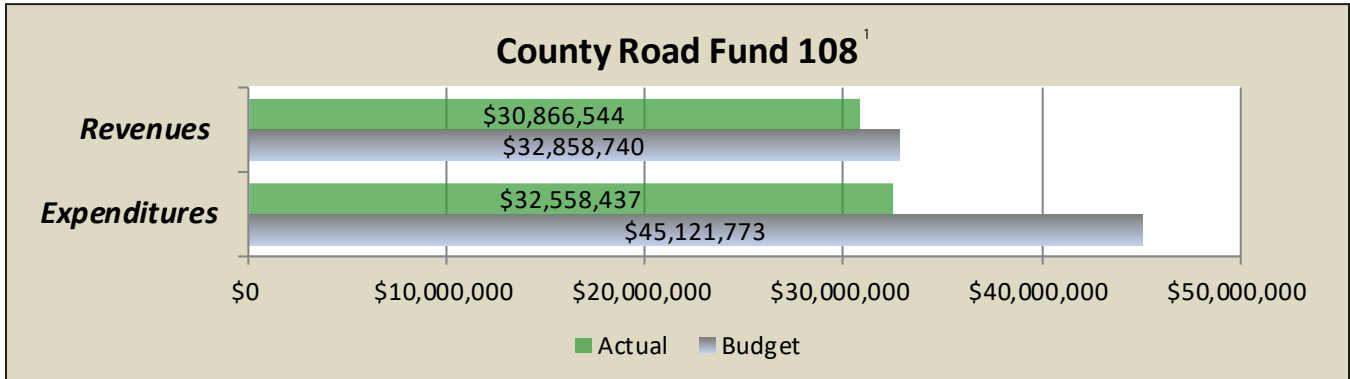 County Road Fund 108 ¹
Revenues
$30,866,544
$32,858,740
Expenditures
$32,558,437
$45,121,773
$0 $10,000,000 $20,000,000 $30,000,000 $40,000,000 $50,000,000
Actual Budget